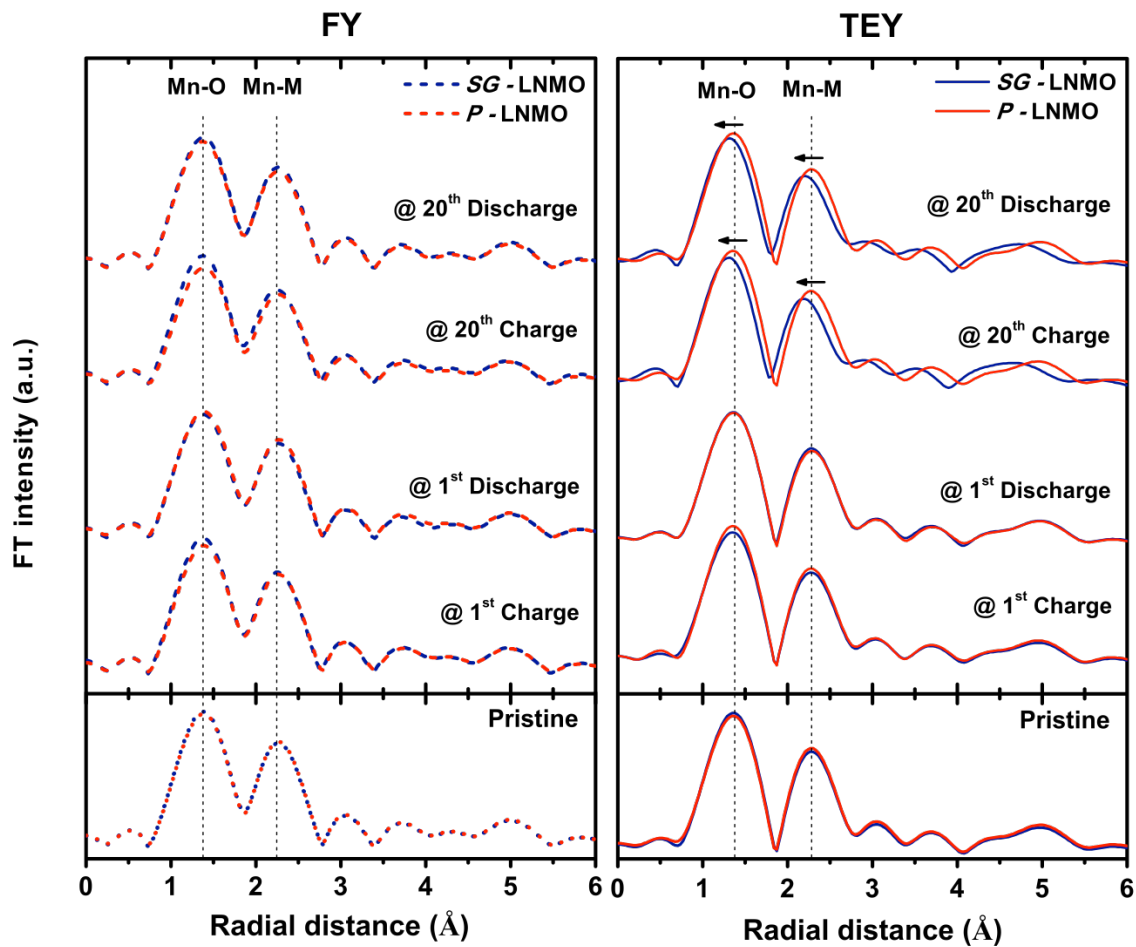 FY
Mn-O Mn-M
SG - LNMO
P - LNMO
@ 20th Discharge
@ 20th Charge
@ 1st Discharge
@ 1st Charge
Pristine
0 1 2 3 4 5 6
Radial distance (Å)
FT intensity (a.u.)
TEY
Mn-O Mn-M
SG - LNMO
P - LNMO
@ 20th Discharge
@ 20th Charge
@ 1st Discharge
@ 1st Charge
Pristine
0 1 2 3 4 5 6
Radial distance (Å)